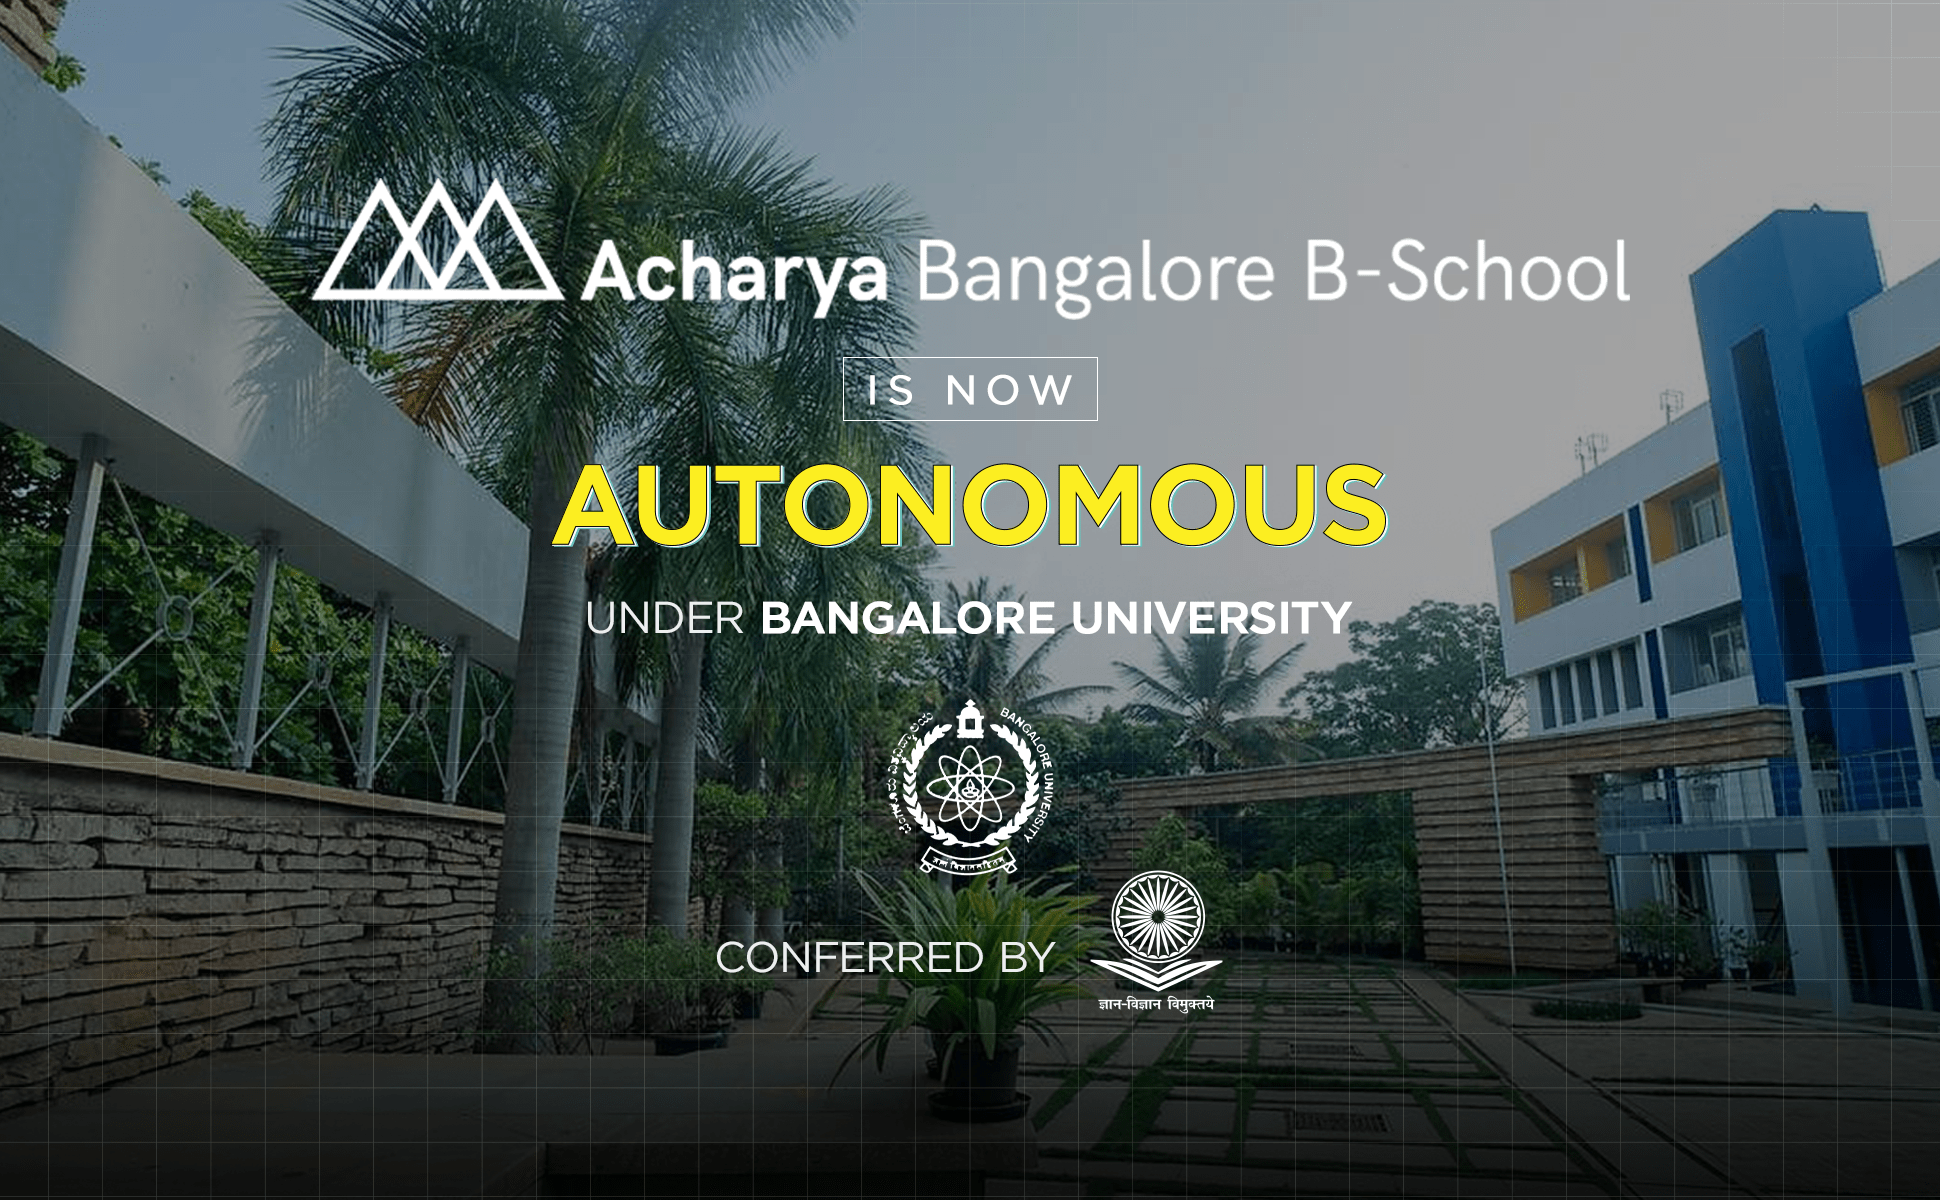 Acharya Bangalore B-School
IS NOW
AUTONOMOUS
UNDER BANGALORE UNIVERSITY
BANGALORE UNIVERSITY
CONFERRED BY
ज्ञान-विज्ञान विमुक्तये